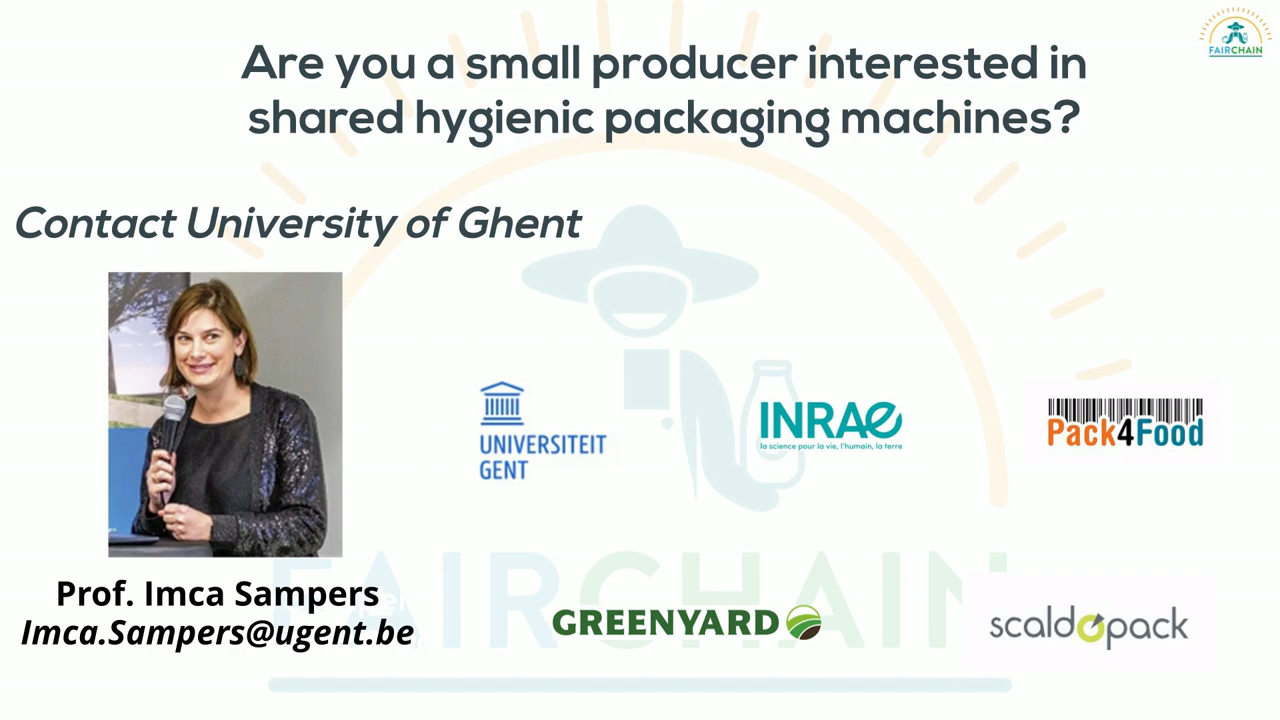 Are you a small producer interested in
shared hygienic packaging machines?
FAIRCHAIN
Contact University of Ghent
UNIVERSITEIT
GENT
INRAE
la science pour la vie, l'humain, la terre
Pack4Food
Prof. Imca Sampers
Imca.Sampers@ugent.be
FAIRCHAIN
GREENYARD
scaldopack